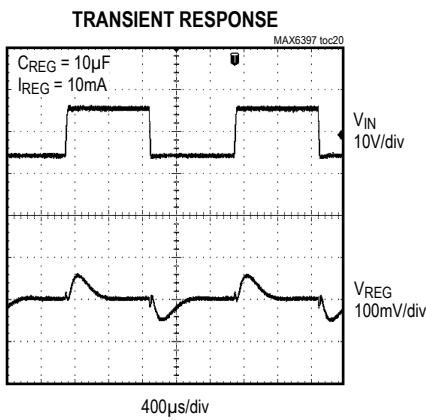 TRANSIENT RESPONSE
MAX6397 toc20
CREG = 10µF
IREG = 10mA
VIN
10V/div
VREG
100mV/div
400µs/div